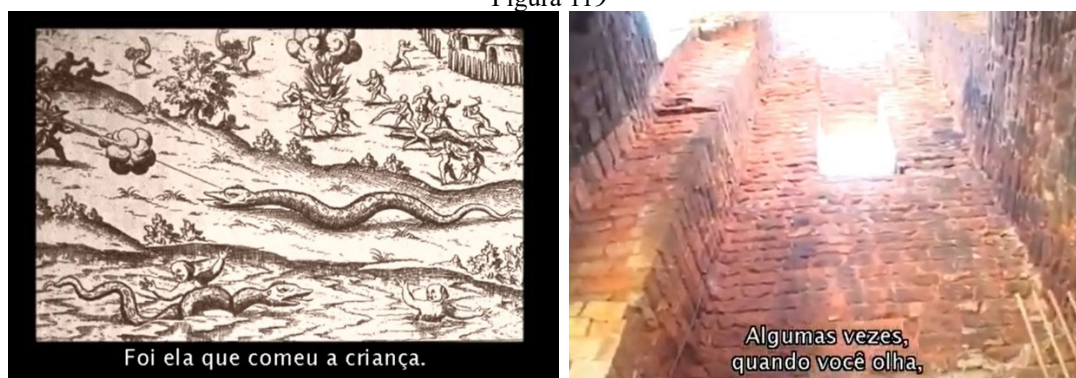 Figura 119
Foi ela que comeu a criança.
Algumas vezes,
quando você olha,